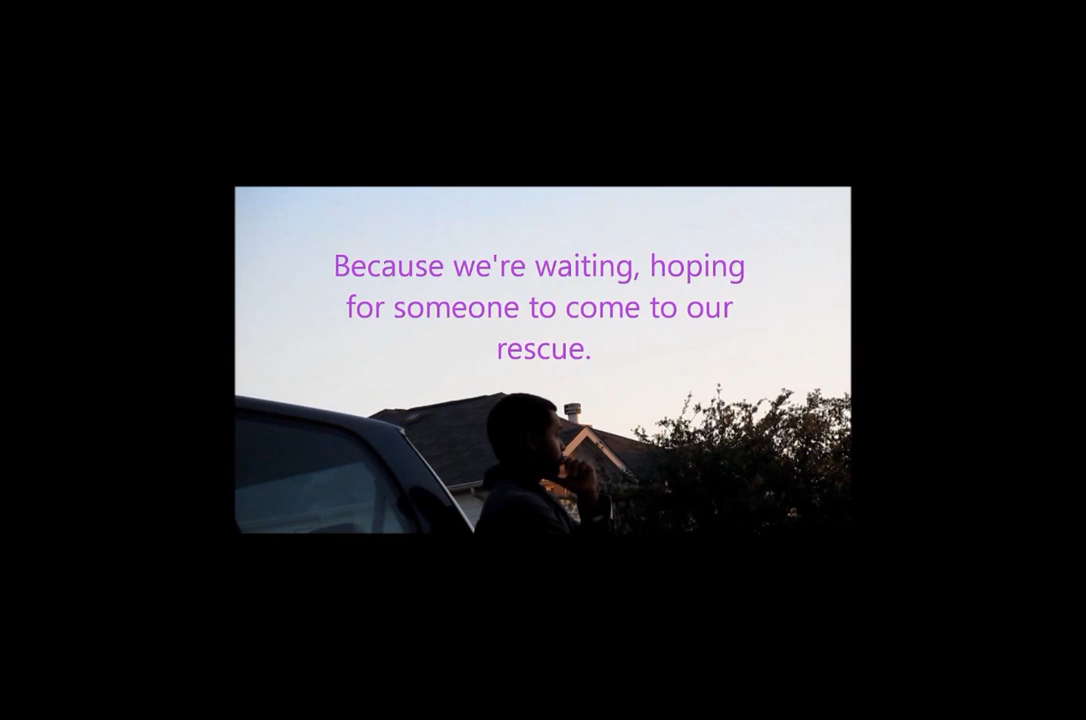 Because we're waiting, hoping
for someone to come to our
rescue.